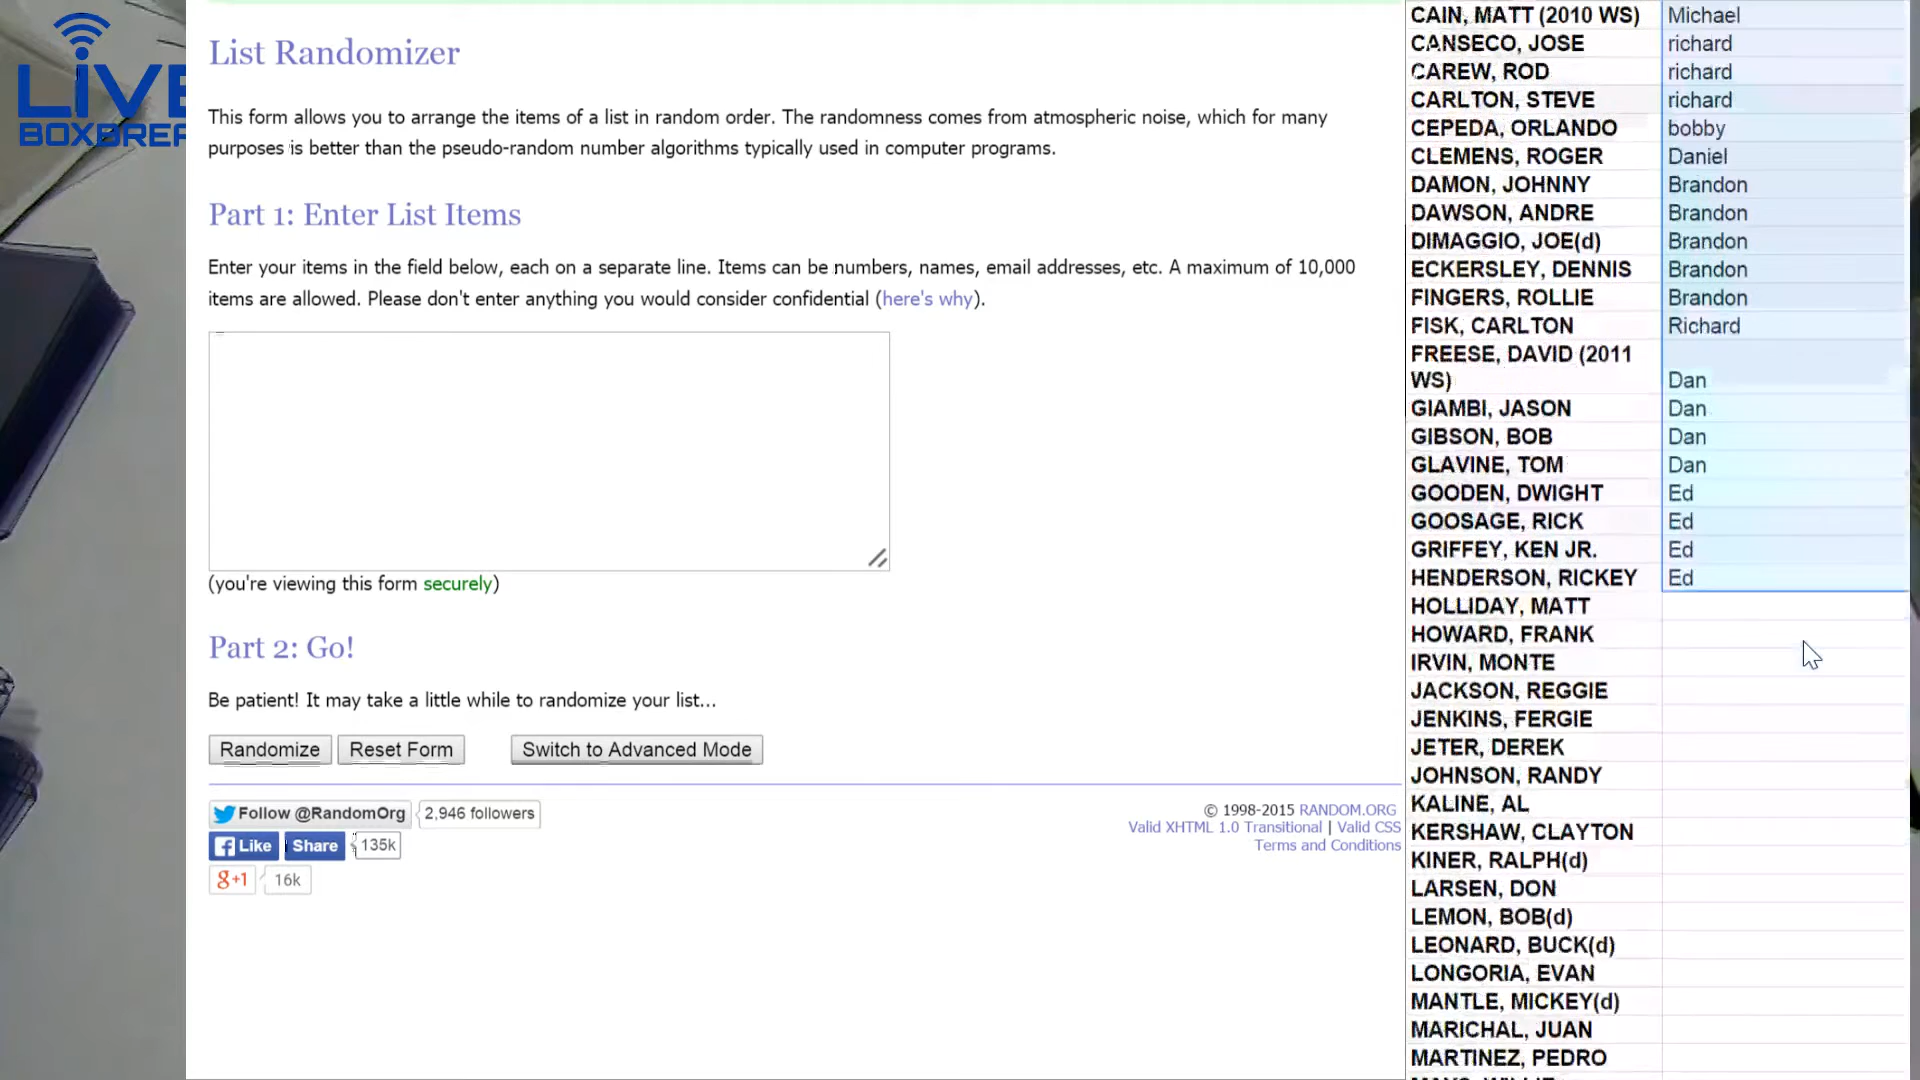 LIVE
BOXBREA
List Randomizer
This form allows you to arrange the items of a list in random order. The randomness comes from atmospheric noise, which for many
purposes is better than the pseudo-random number algorithms typically used in computer programs.
Part 1: Enter List Items
Enter your items in the field below, each on a separate line. Items can be numbers, names, email addresses, etc. A maximum of 10,000
items are allowed. Please don't enter anything you would consider confidential (here's why).
(you're viewing this form securely)
Part 2: Go!
Be patient! It may take a little while to randomize your list...
Randomize Reset Form Switch to Advanced Mode
Follow @RandomOrg 2,946 followers
Like Share 135k
g+1 16k
© 1998-2015 RANDOM.ORG
Valid XHTML 1.0 Transitional | Valid CSS
Terms and Conditions
CAIN, MATT (2010 WS) Michael
CANSECO, JOSE richard
CAREW, ROD richard
CARLTON, STEVE richard
CEPEDA, ORLANDO bobby
CLEMENS, ROGER Daniel
DAMON, JOHNNY Brandon
DAWSON, ANDRE Brandon
DIMAGGIO, JOE(d) Brandon
ECKERSLEY, DENNIS Brandon
FINGERS, ROLLIE Brandon
FISK, CARLTON Richard
FREESE, DAVID (2011
WS) Dan
GIAMBI, JASON Dan
GIBSON, BOB Dan
GLAVINE, TOM Dan
GOODEN, DWIGHT Ed
GOOSAGE, RICK Ed
GRIFFEY, KEN JR. Ed
HENDERSON, RICKEY Ed
HOLLIDAY, MATT
HOWARD, FRANK
IRVIN, MONTE
JACKSON, REGGIE
JENKINS, FERGIE
JETER, DEREK
JOHNSON, RANDY
KALINE, AL
KERSHAW, CLAYTON
KINER, RALPH(d)
LARSEN, DON
LEMON, BOB(d)
LEONARD, BUCK(d)
LONGORIA, EVAN
MANTLE, MICKEY(d)
MARICHAL, JUAN
MARTINEZ, PEDRO